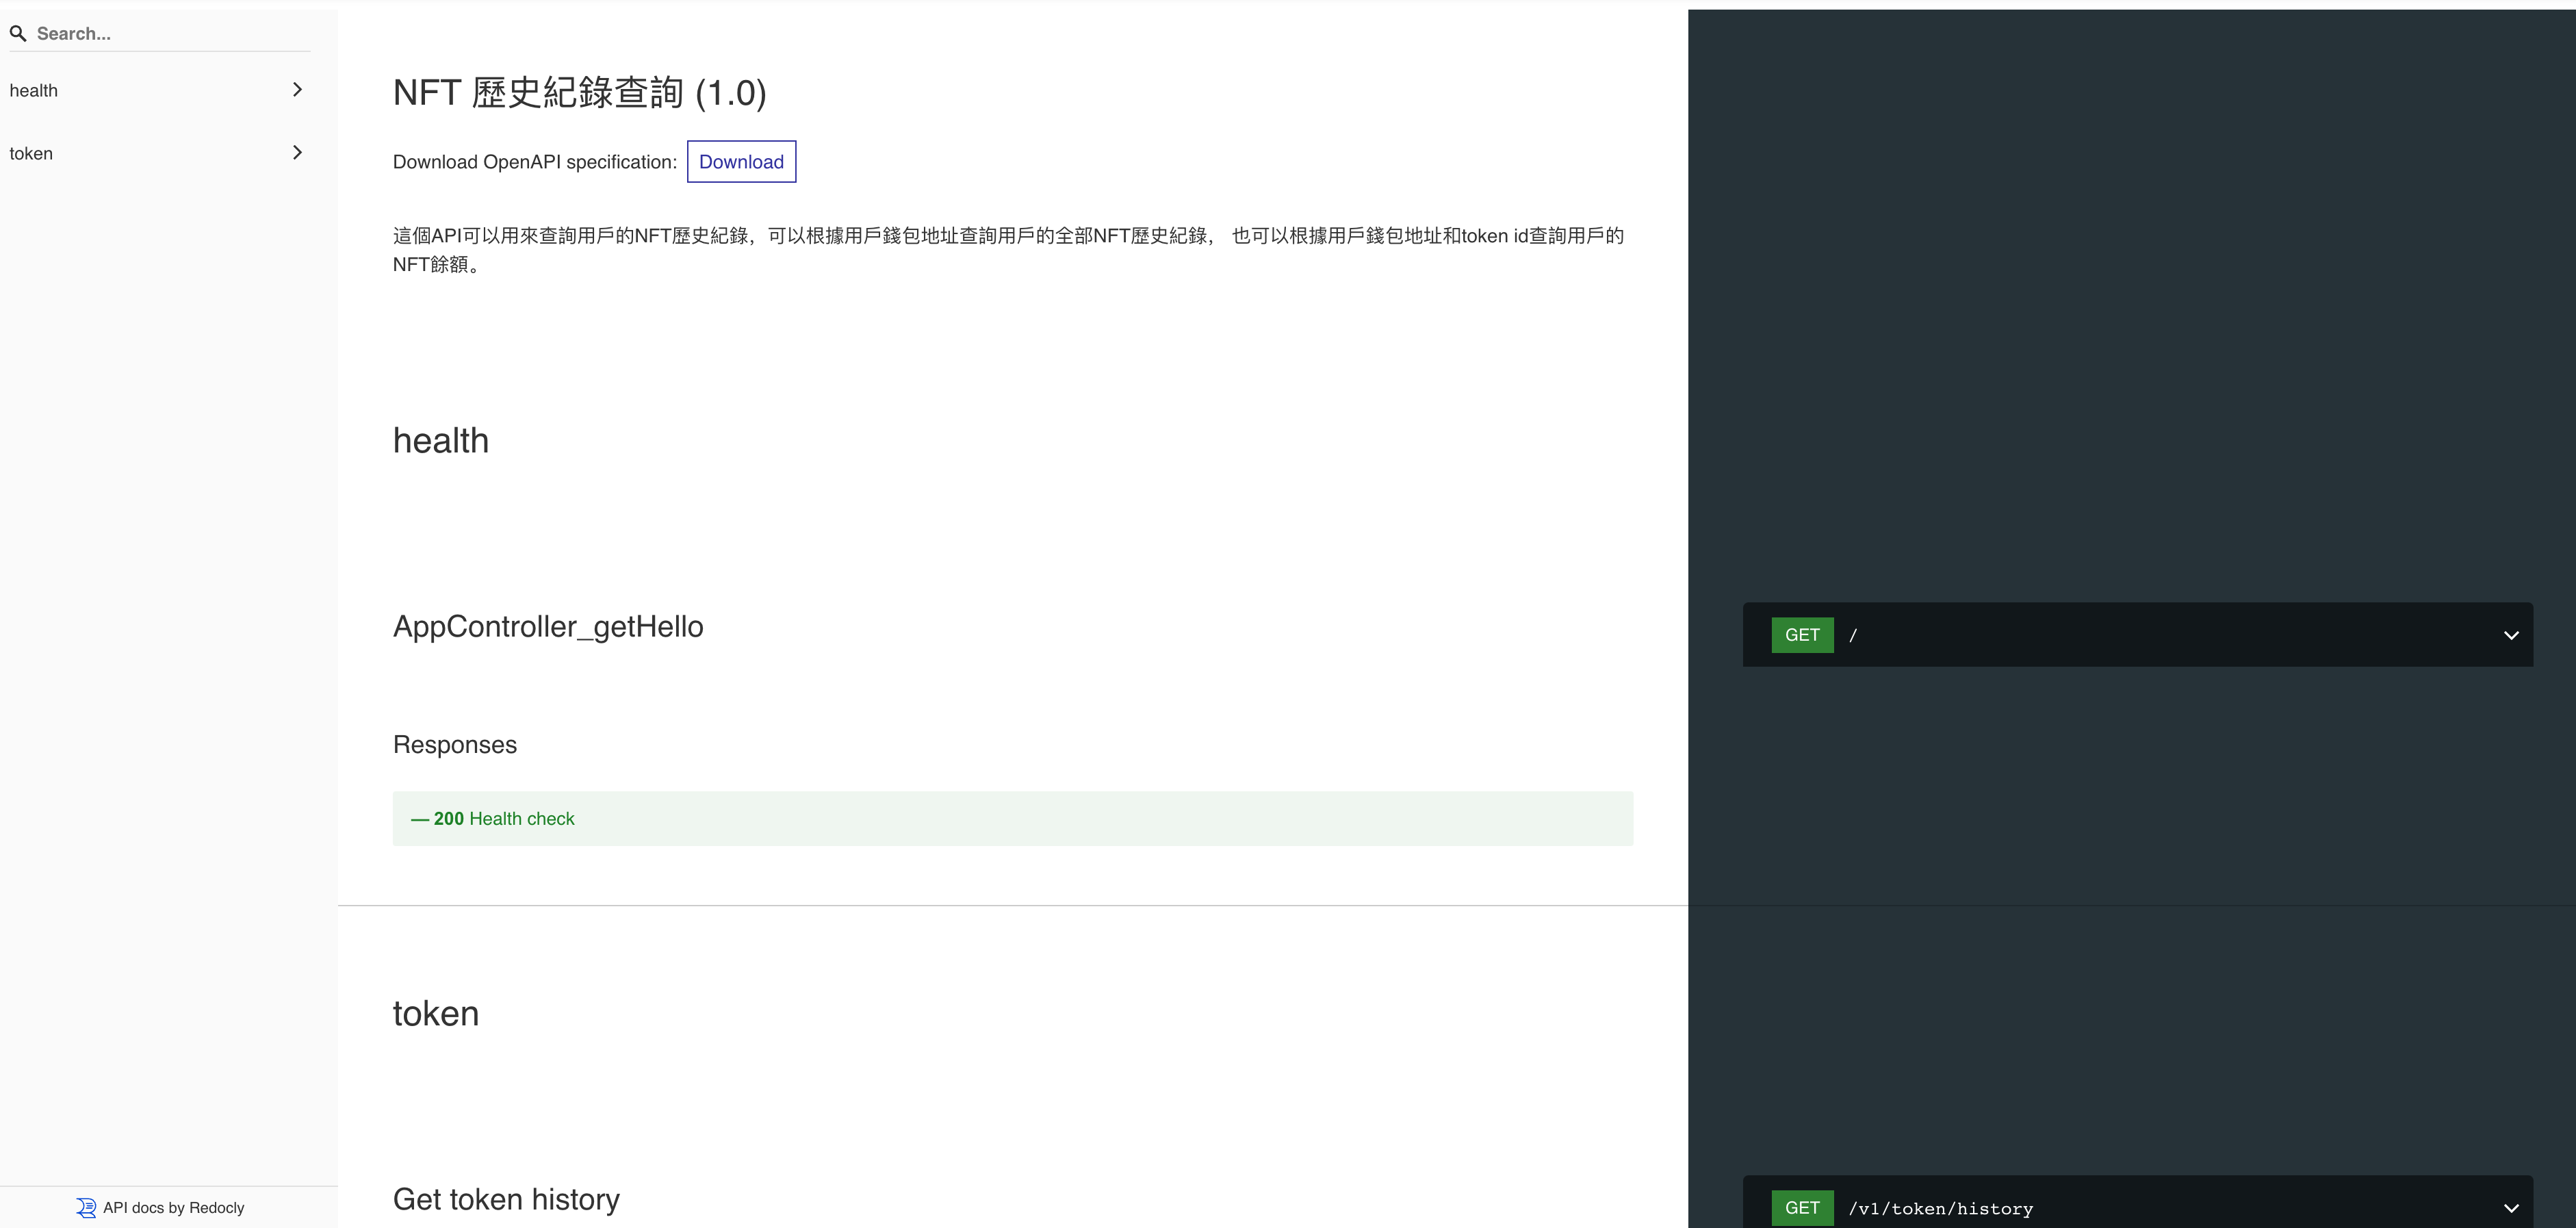 Search...
health
token
API docs by Redocly
NFT 歷史紀錄查詢 (1.0)
Download OpenAPI specification: Download
這個API可以用來查詢用戶的NFT歷史紀錄，可以根據用戶錢包地址查詢用戶的全部NFT歷史紀錄， 也可以根據用戶錢包地址和token id查詢用戶的
NFT餘額。
health
AppController_getHello
GET /
Responses
— 200 Health check
token
Get token history
GET /v1/token/history